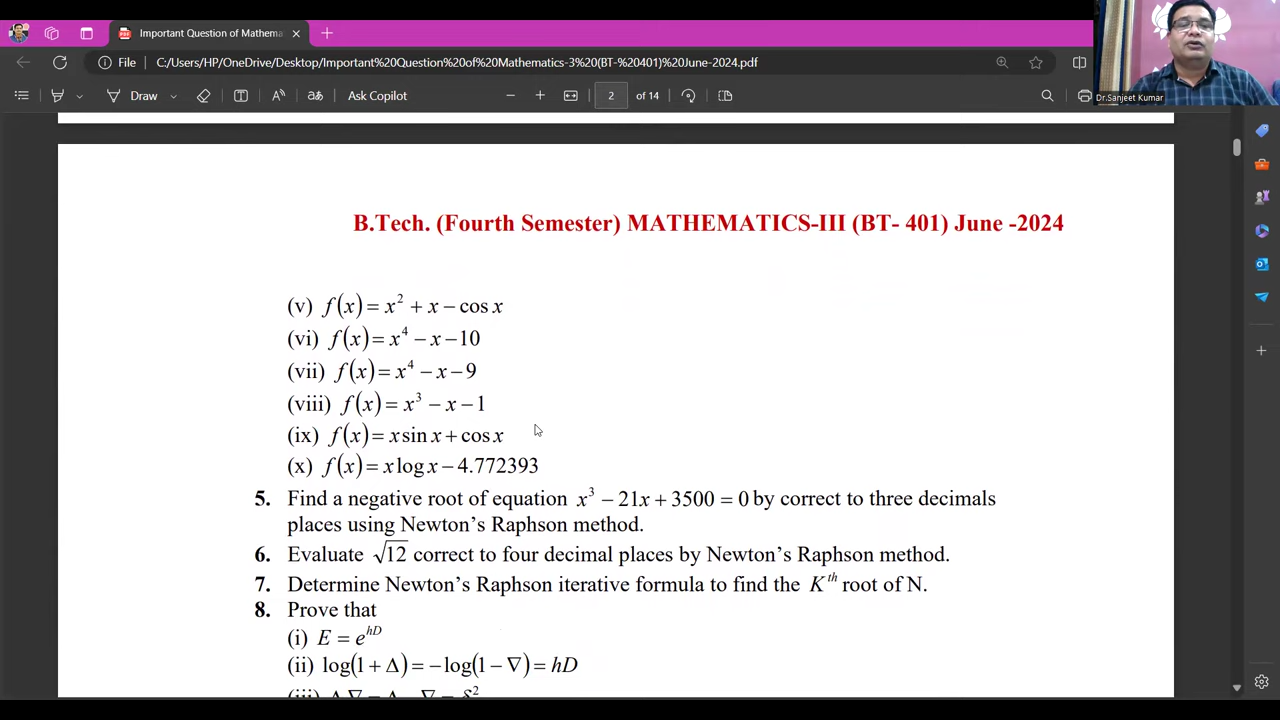 Important Question of Mathema
File C:/Users/HP/OneDrive/Desktop/Important%20Question%20of%20Mathematics-3%20(BT-%20401)%20June-2024.pdf
Draw Ask Copilot 2 of 14
Dr.Sanjeet Kumar
B.Tech. (Fourth Semester) MATHEMATICS-III (BT- 401) June -2024
(v) f(x) = x² + x − cos x
(vi) f(x) = x⁴ − x − 10
(vii) f(x) = x⁴ − x − 9
(viii) f(x) = x³ − x − 1
(ix) f(x) = x sin x + cos x
(x) f(x) = x log x − 4.772393
5. Find a negative root of equation x³ − 21x + 3500 = 0 by correct to three decimals
places using Newton's Raphson method.
6. Evaluate √12 correct to four decimal places by Newton's Raphson method.
7. Determine Newton's Raphson iterative formula to find the Kᵗʰ root of N.
8. Prove that
(i) E = eʰᴰ
(ii) log(1 + Δ) = −log(1 − ∇) = hD